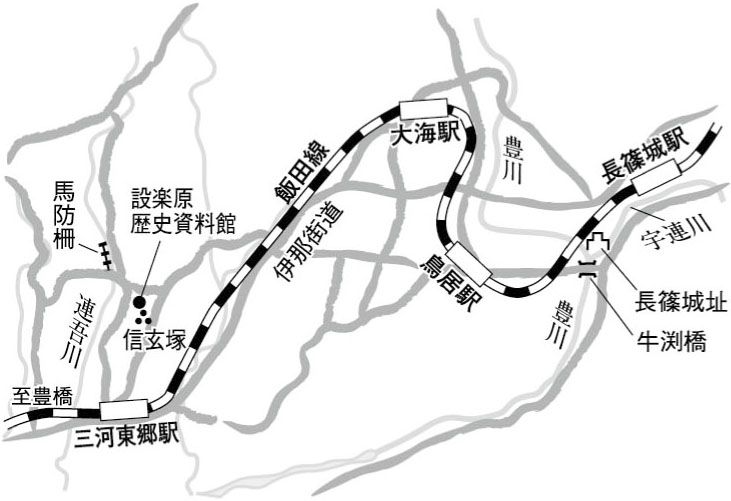 大海駅
飯田線
豊川
長篠城駅
馬防柵
設楽原
歴史資料館
伊那街道
宇連川
鳥居駅
長篠城址
連吾川
信玄塚
豊川
牛渕橋
至豊橋
三河東郷駅